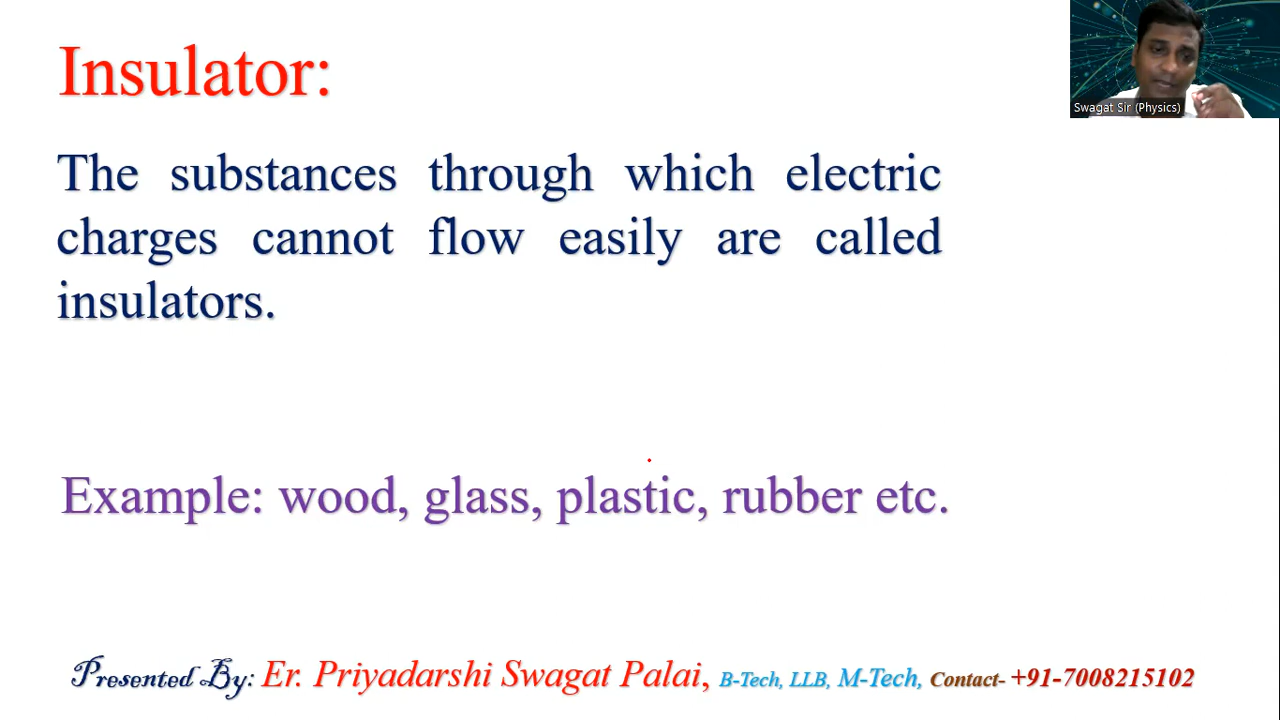 Insulator:
Swagat Sir (Physics)
The substances through which electric
charges cannot flow easily are called
insulators.
Example: wood, glass, plastic, rubber etc.
Presented By: Er. Priyadarshi Swagat Palai, B-Tech, LLB, M-Tech, Contact- +91-7008215102